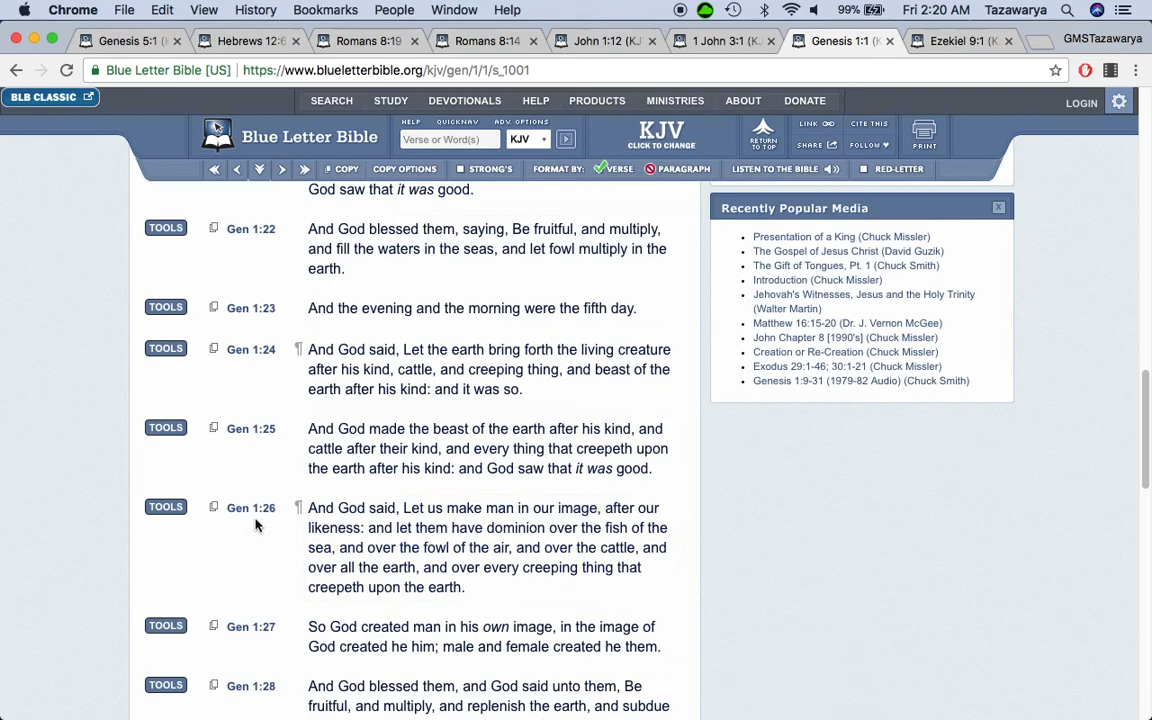 Chrome File Edit View History Bookmarks People Window Help 99% Fri 2:20 AM Tazawarya
Genesis 5:1 (
Hebrews 12:6
Romans 8:19
Romans 8:14
John 1:12 (KJ
1 John 3:1 (KJ
Genesis 1:1 (K
Ezekiel 9:1 (K
GMSTazawarya
Blue Letter Bible [US] https://www.blueletterbible.org/kjv/gen/1/1/s_1001
BLB CLASSIC
SEARCH STUDY DEVOTIONALS HELP PRODUCTS MINISTRIES ABOUT DONATE LOGIN
Blue Letter Bible
HELP QUICKNAV ADV. OPTIONS
Verse or Word(s) KJV
KJV
CLICK TO CHANGE
RETURN
TO TOP
LINK CITE THIS
SHARE FOLLOW
PRINT
COPY COPY OPTIONS STRONG'S FORMAT BY: VERSE PARAGRAPH LISTEN TO THE BIBLE RED-LETTER
God saw that it was good.
TOOLS Gen 1:22 And God blessed them, saying, Be fruitful, and multiply,
and fill the waters in the seas, and let fowl multiply in the
earth.
TOOLS Gen 1:23 And the evening and the morning were the fifth day.
TOOLS Gen 1:24 ¶ And God said, Let the earth bring forth the living creature
after his kind, cattle, and creeping thing, and beast of the
earth after his kind: and it was so.
TOOLS Gen 1:25 And God made the beast of the earth after his kind, and
cattle after their kind, and every thing that creepeth upon
the earth after his kind: and God saw that it was good.
TOOLS Gen 1:26 ¶ And God said, Let us make man in our image, after our
likeness: and let them have dominion over the fish of the
sea, and over the fowl of the air, and over the cattle, and
over all the earth, and over every creeping thing that
creepeth upon the earth.
TOOLS Gen 1:27 So God created man in his own image, in the image of
God created he him; male and female created he them.
TOOLS Gen 1:28 And God blessed them, and God said unto them, Be
fruitful, and multiply, and replenish the earth, and subdue
Recently Popular Media
Presentation of a King (Chuck Missler)
The Gospel of Jesus Christ (David Guzik)
The Gift of Tongues, Pt. 1 (Chuck Smith)
Introduction (Chuck Missler)
Jehovah's Witnesses, Jesus and the Holy Trinity
(Walter Martin)
Matthew 16:15-20 (Dr. J. Vernon McGee)
John Chapter 8 [1990's] (Chuck Missler)
Creation or Re-Creation (Chuck Missler)
Exodus 29:1-46; 30:1-21 (Chuck Missler)
Genesis 1:9-31 (1979-82 Audio) (Chuck Smith)